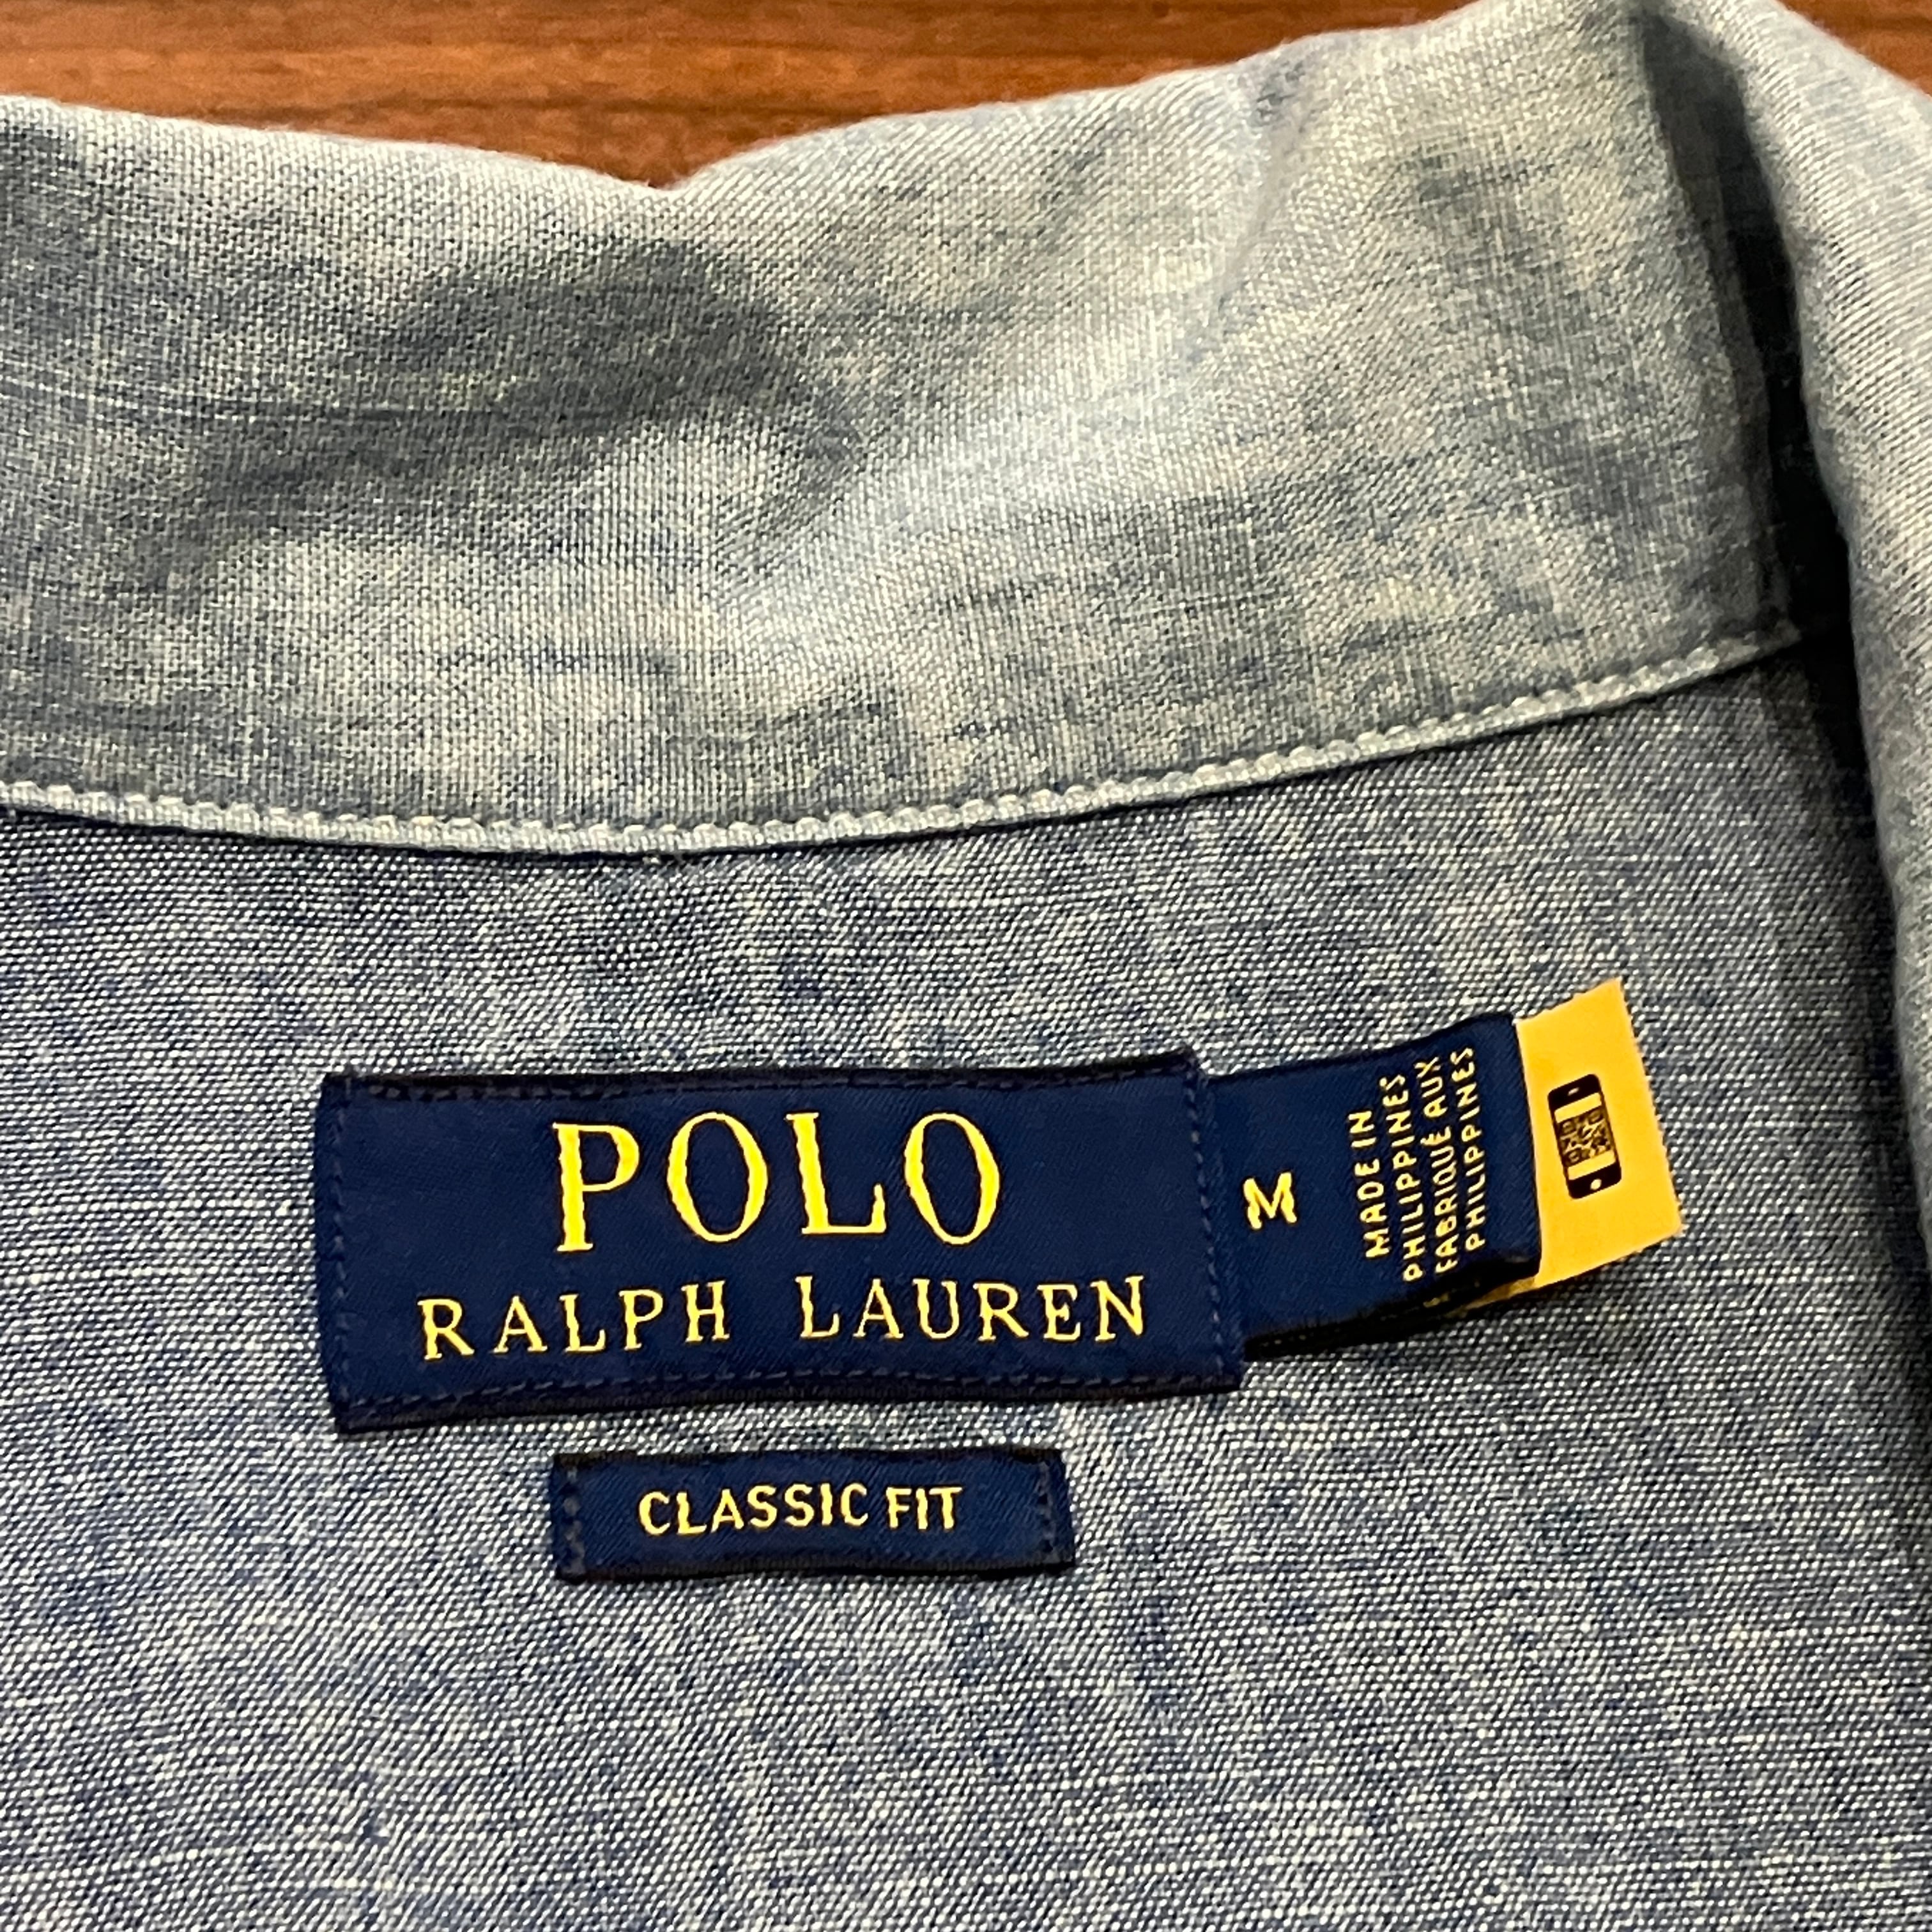 POLO
RALPH LAUREN
M
MADE IN
PHILIPPINES
FABRIQUÉ AUX
PHILIPPINES
CLASSIC FIT